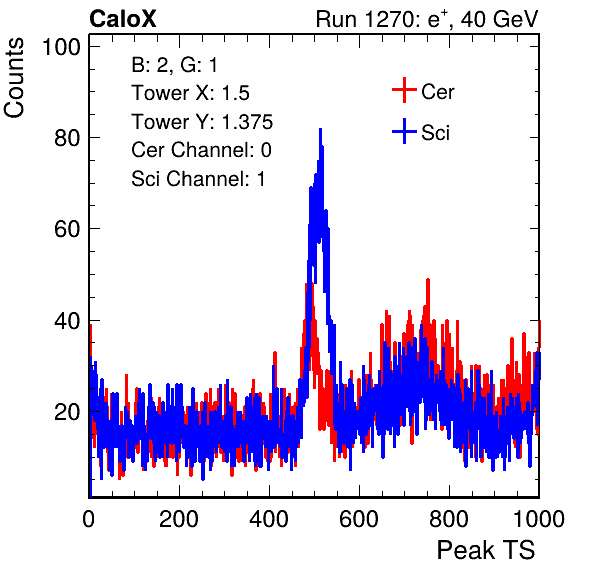 CaloX Run 1270: e⁺, 40 GeV
Counts
100
80
60
40
20
B: 2, G: 1
Tower X: 1.5
Tower Y: 1.375
Cer Channel: 0
Sci Channel: 1
Cer
Sci
0 200 400 600 800 1000
Peak TS